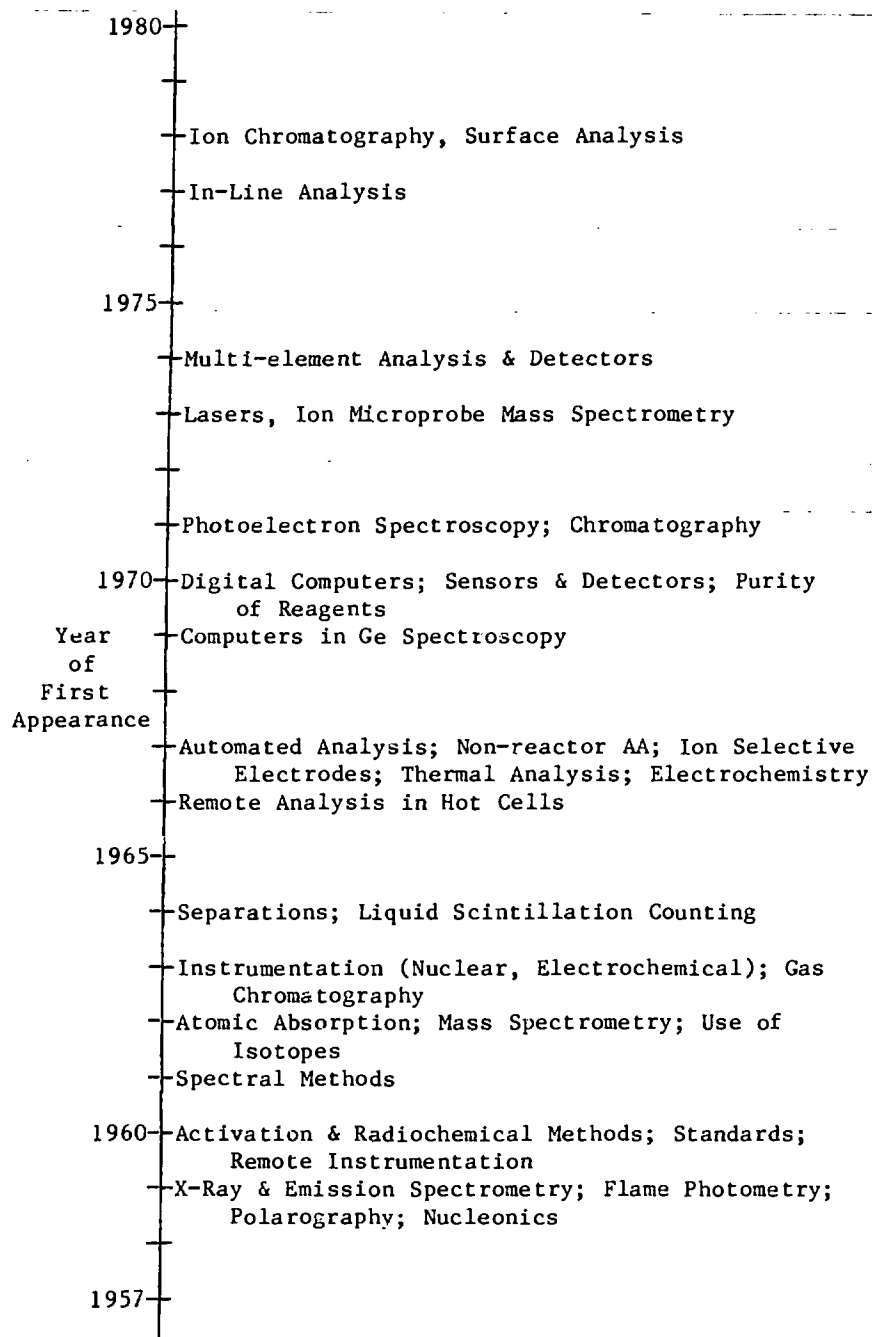 1980
Ion Chromatography, Surface Analysis
In-Line Analysis
1975
Multi-element Analysis & Detectors
Lasers, Ion Microprobe Mass Spectrometry
Photoelectron Spectroscopy; Chromatography
1970
Digital Computers; Sensors & Detectors; Purity
of Reagents
Computers in Ge Spectroscopy
Year
of
First
Appearance
Automated Analysis; Non-reactor AA; Ion Selective
Electrodes; Thermal Analysis; Electrochemistry
Remote Analysis in Hot Cells
1965
Separations; Liquid Scintillation Counting
Instrumentation (Nuclear, Electrochemical); Gas
Chromatography
Atomic Absorption; Mass Spectrometry; Use of
Isotopes
Spectral Methods
1960
Activation & Radiochemical Methods; Standards;
Remote Instrumentation
X-Ray & Emission Spectrometry; Flame Photometry;
Polarography; Nucleonics
1957